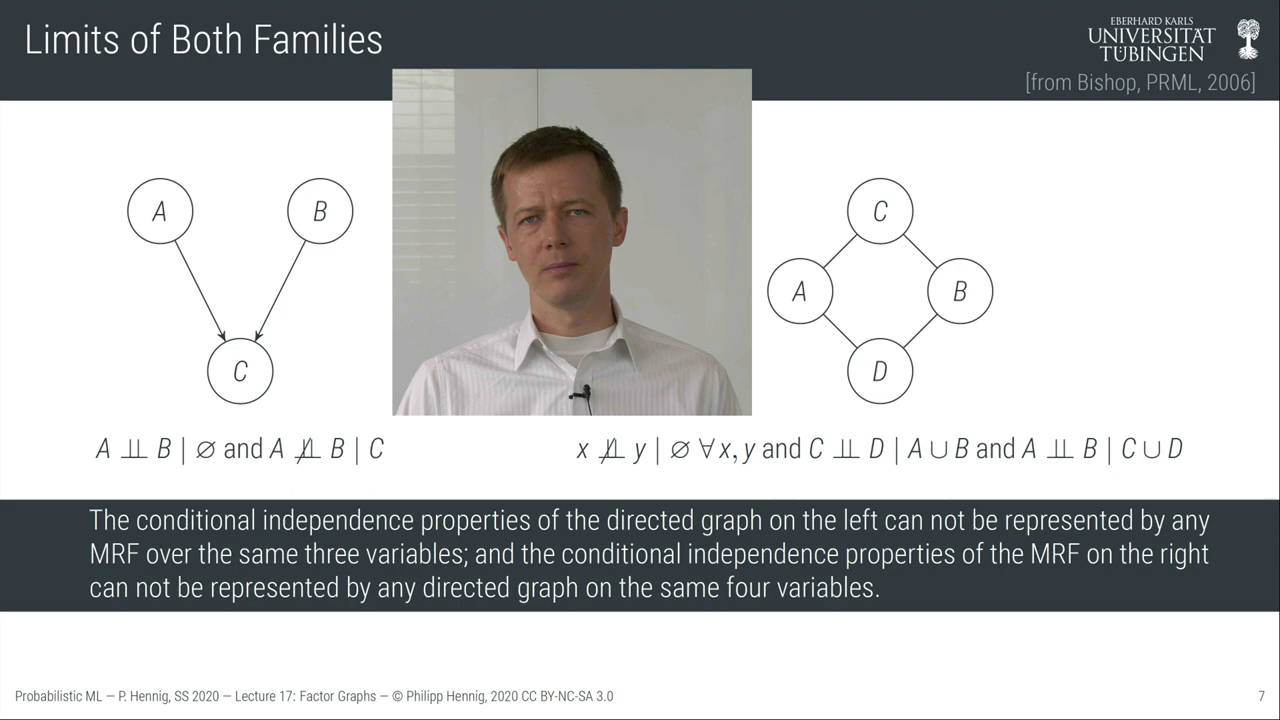 Limits of Both Families
EBERHARD KARLS
UNIVERSITÄT
TÜBINGEN
[from Bishop, PRML, 2006]
A
B
C
C
A
B
D
A ⫫ B | ∅ and A ⫫̸ B | C
x ⫫̸ y | ∅ ∀x, y and C ⫫ D | A ∪ B and A ⫫ B | C ∪ D
The conditional independence properties of the directed graph on the left can not be represented by any
MRF over the same three variables; and the conditional independence properties of the MRF on the right
can not be represented by any directed graph on the same four variables.
Probabilistic ML — P. Hennig, SS 2020 — Lecture 17: Factor Graphs — © Philipp Hennig, 2020 CC BY-NC-SA 3.0
7